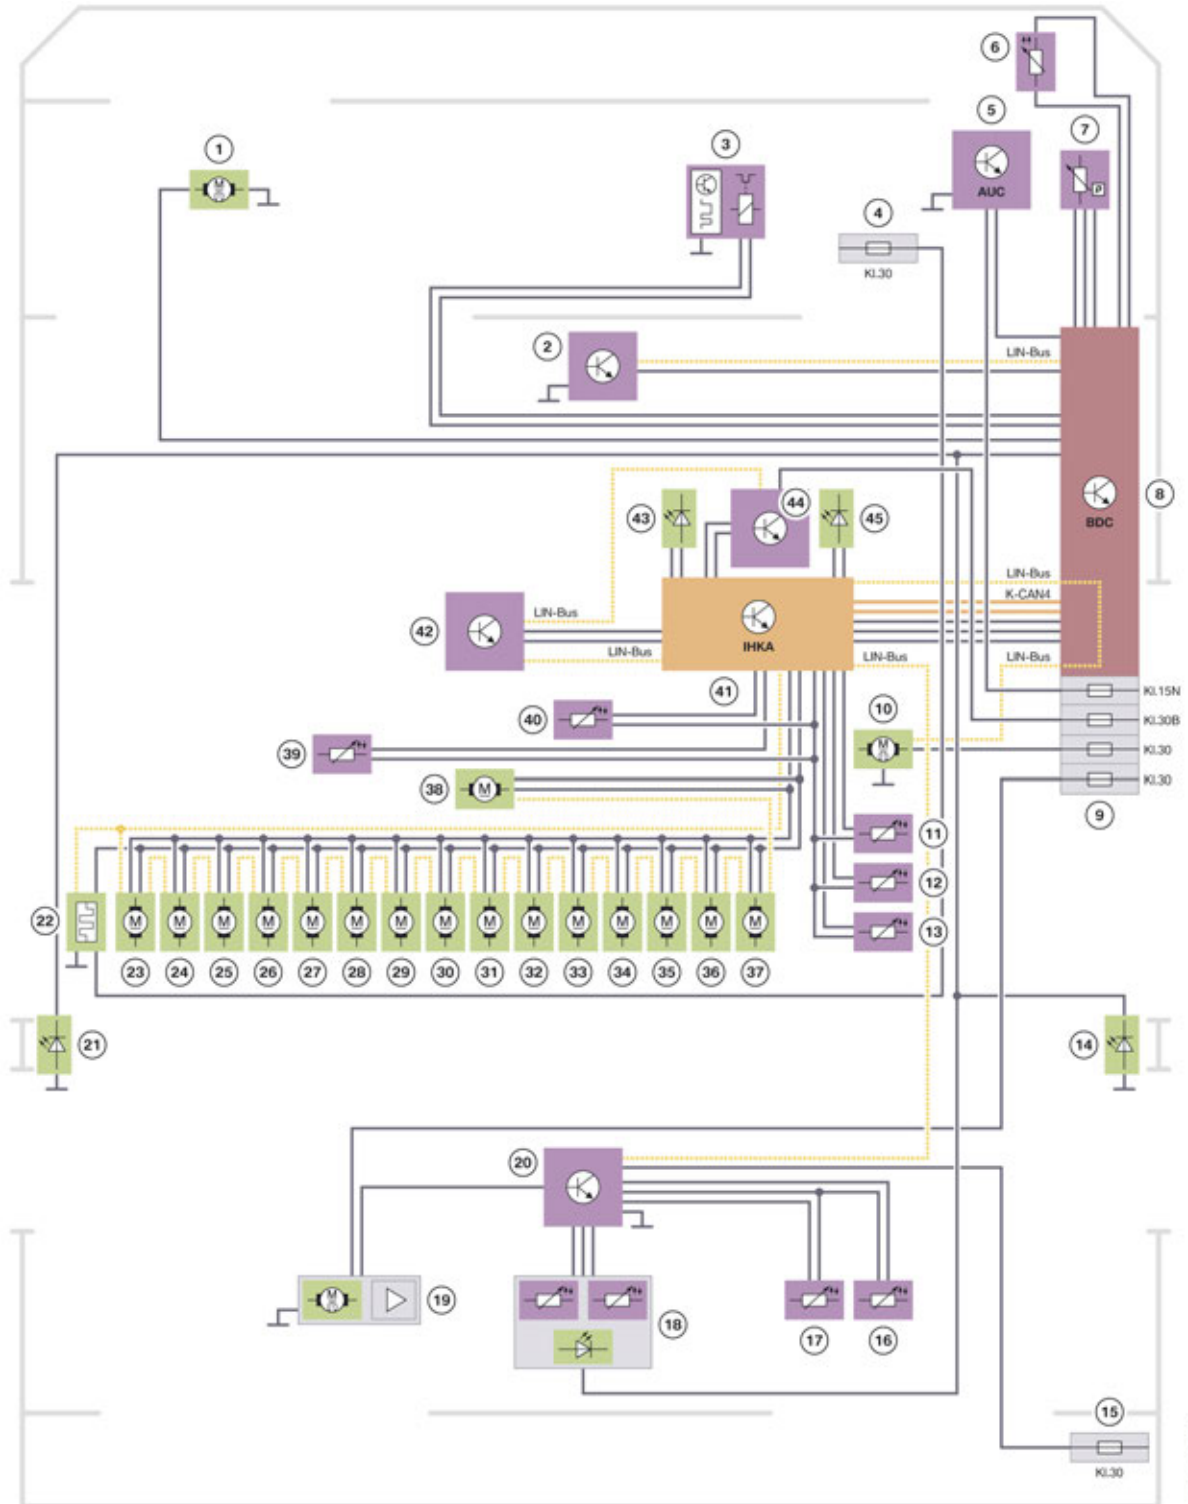 6
5
7
1
3
AUC
4
P
Kl.30
2
LIN-Bus
44
43
45
8
BDC
LIN-Bus
K-CAN4
42
LIN-Bus
IHKA
LIN-Bus
LIN-Bus
LIN-Bus
41
Kl.15N
40
10
Kl.30B
39
M
Kl.30
38
M
Kl.30
9
11
12
22
M M M M M M M M M M M M M M M
13
23 24 25 26 27 28 29 30 31 32 33 34 35 36 37
21
14
20
M
19
18
17
16
15
Kl.30